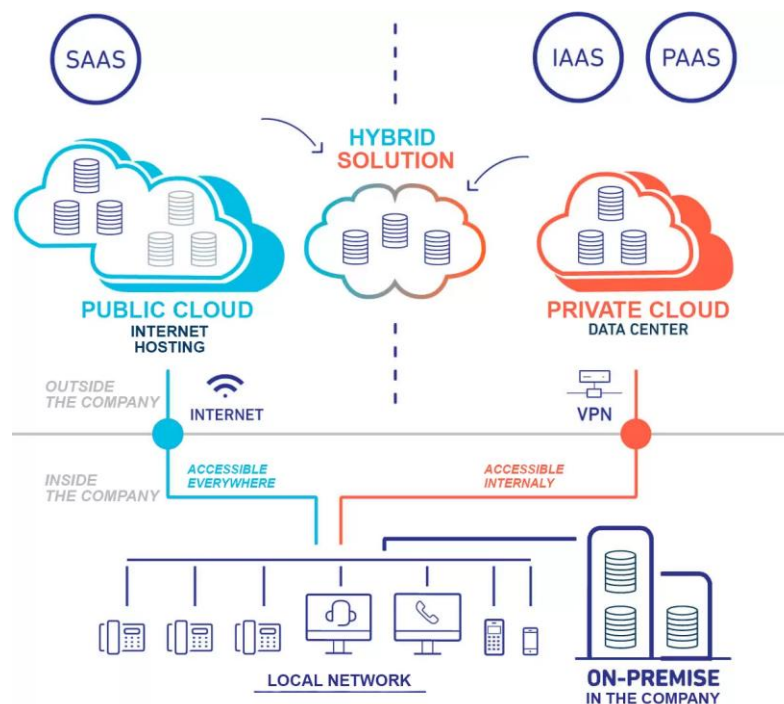 SAAS
IAAS
PAAS
HYBRID
SOLUTION
PUBLIC CLOUD
INTERNET
HOSTING
PRIVATE CLOUD
DATA CENTER
OUTSIDE
THE COMPANY
INTERNET
VPN
INSIDE
THE COMPANY
ACCESSIBLE
EVERYWHERE
ACCESSIBLE
INTERNALY
LOCAL NETWORK
ON-PREMISE
IN THE COMPANY